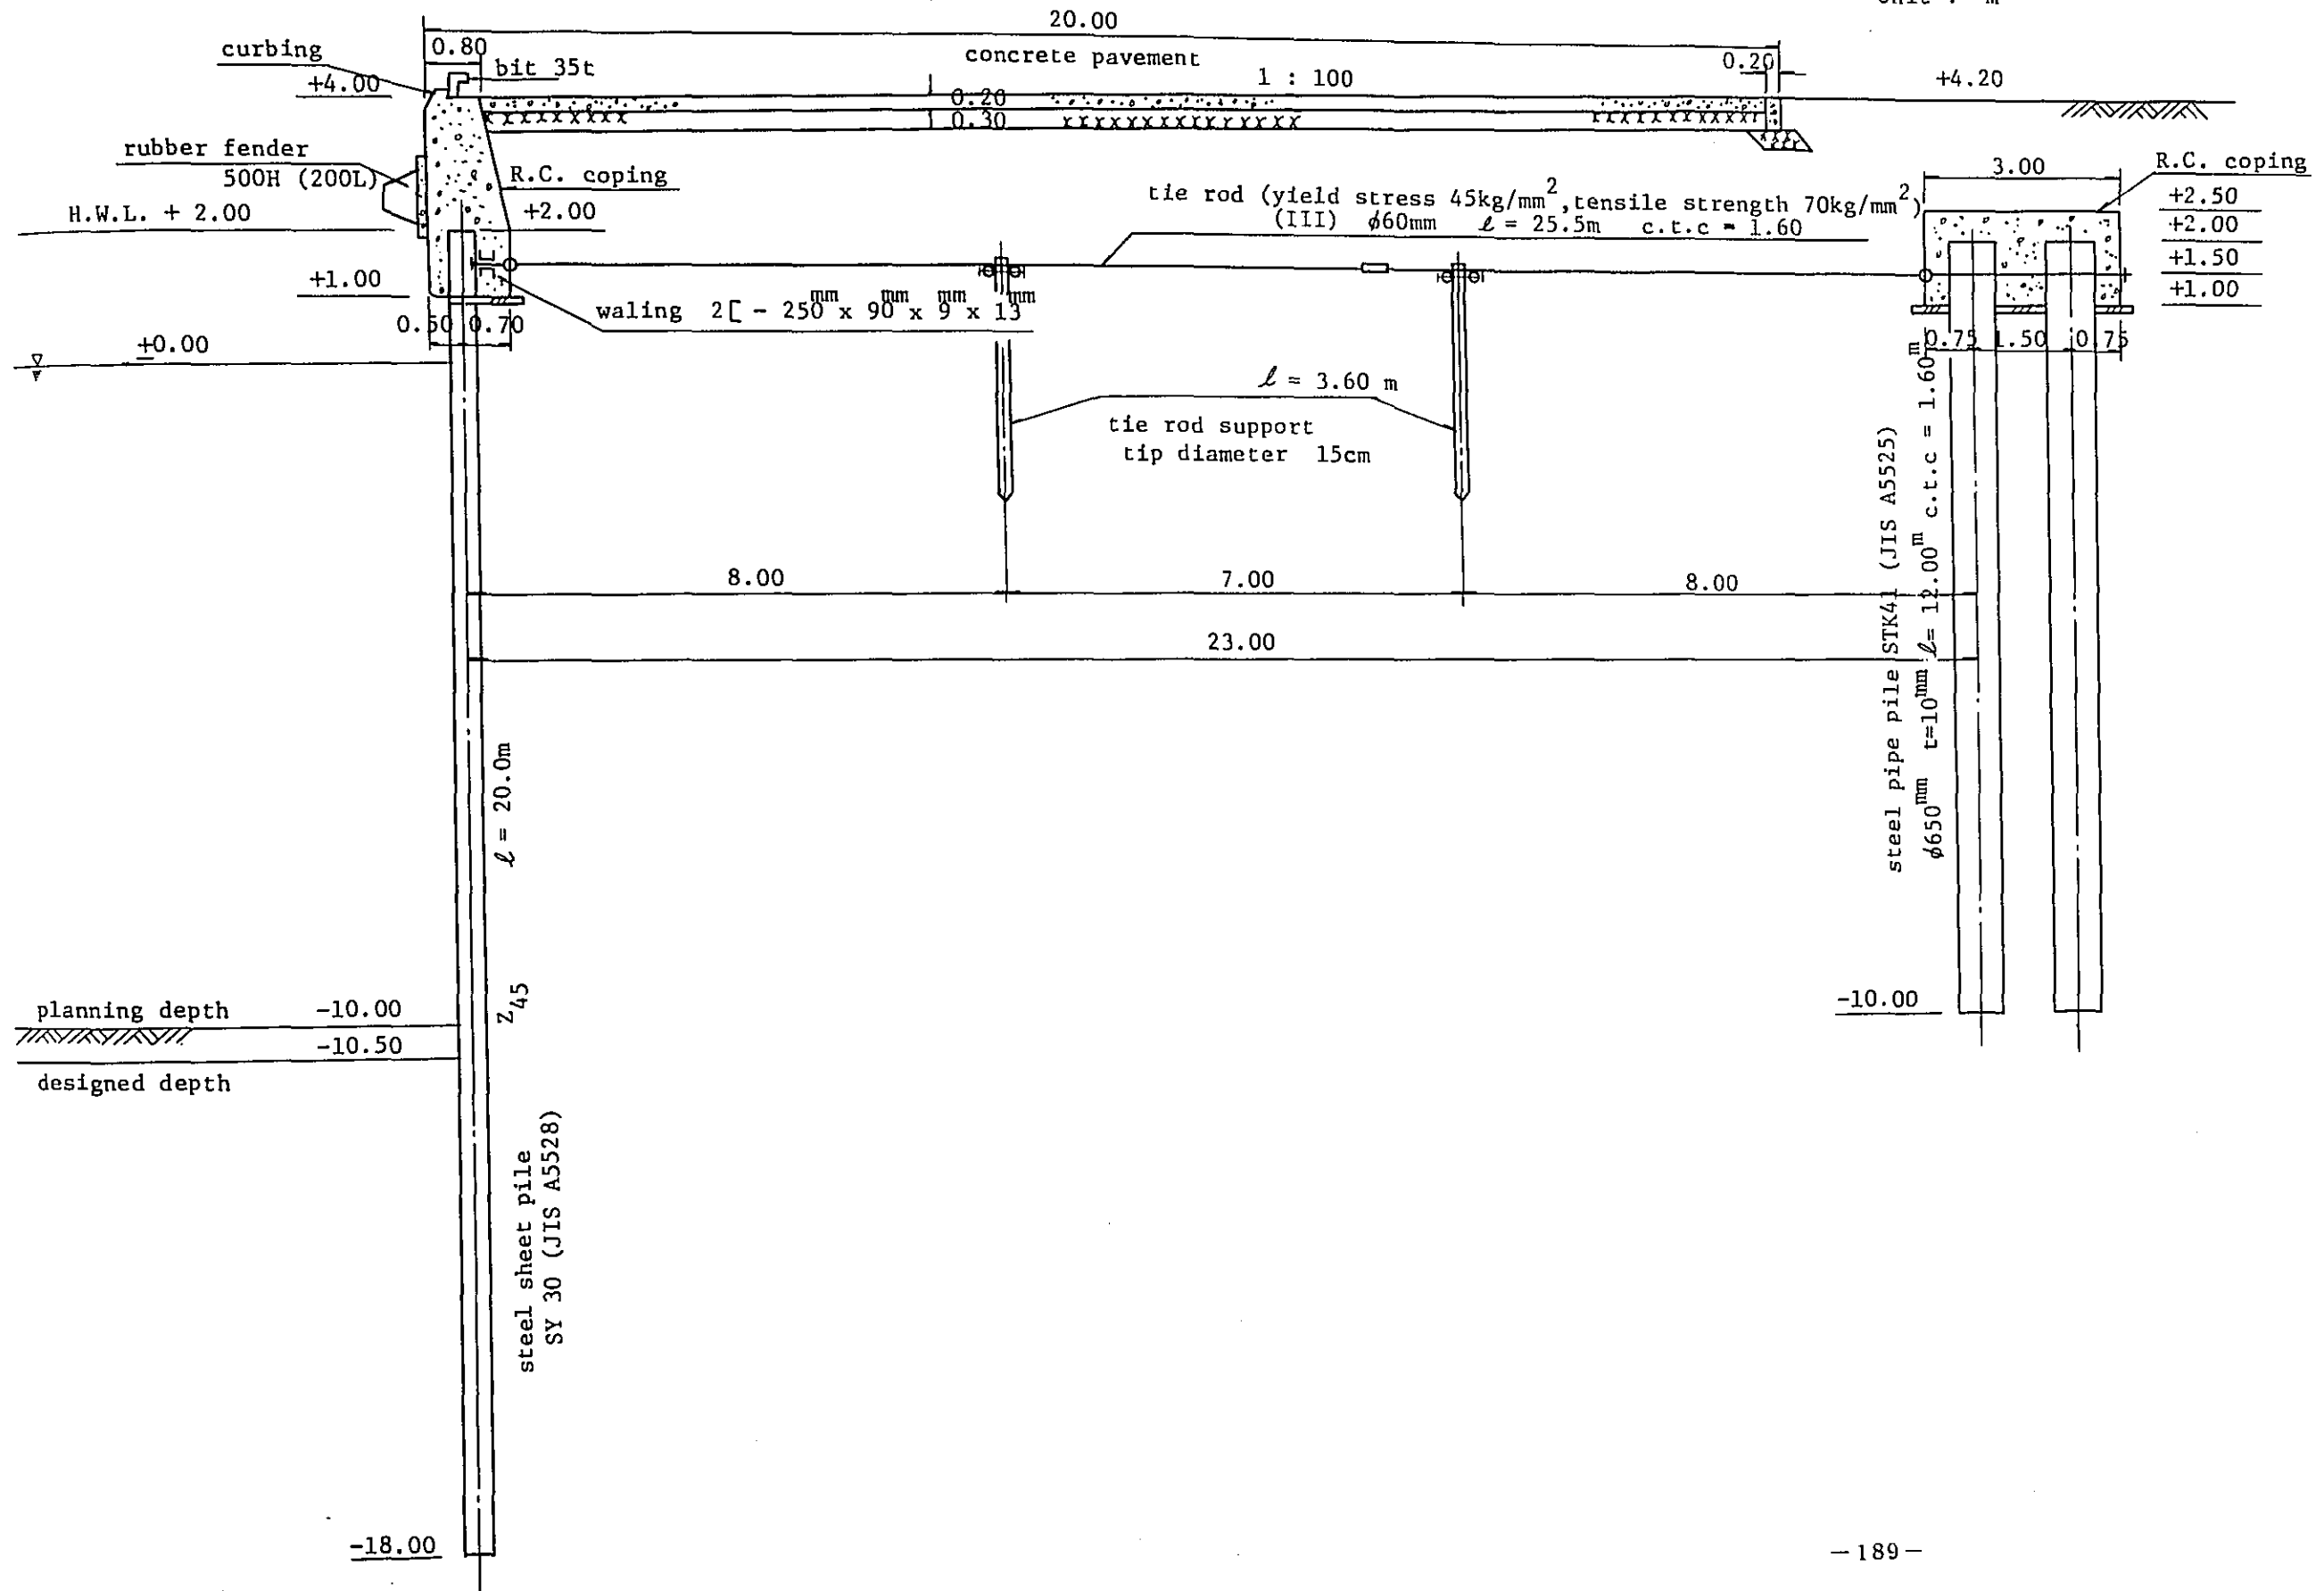 Unit : m
20.00
curbing
0.80
bit 35t
concrete pavement
1 : 100
0.20
+4.00
+4.20
0.20
0.30
rubber fender
500H (200L)
R.C. coping
H.W.L. + 2.00
+2.00
tie rod (yield stress 45kg/mm²,tensile strength 70kg/mm²)
(III) ϕ60mm ℓ = 25.5m c.t.c = 1.60
3.00
R.C. coping
+2.50
+2.00
+1.50
+1.00
+1.00
waling 2[ - 250mm x 90mm x 9mm x 13mm
0.50 0.70
±0.00
0.75 1.50 0.75
ℓ = 3.60 m
tie rod support
tip diameter 15cm
8.00
7.00
8.00
23.00
steel pipe pile STK41 (JIS A5525)
ϕ650mm t=10mm ℓ= 12.00m c.t.c = 1.60m
ℓ = 20.0m
Z45
planning depth -10.00
-10.50
designed depth
-10.00
steel sheet pile
SY 30 (JIS A5528)
-18.00
-189-